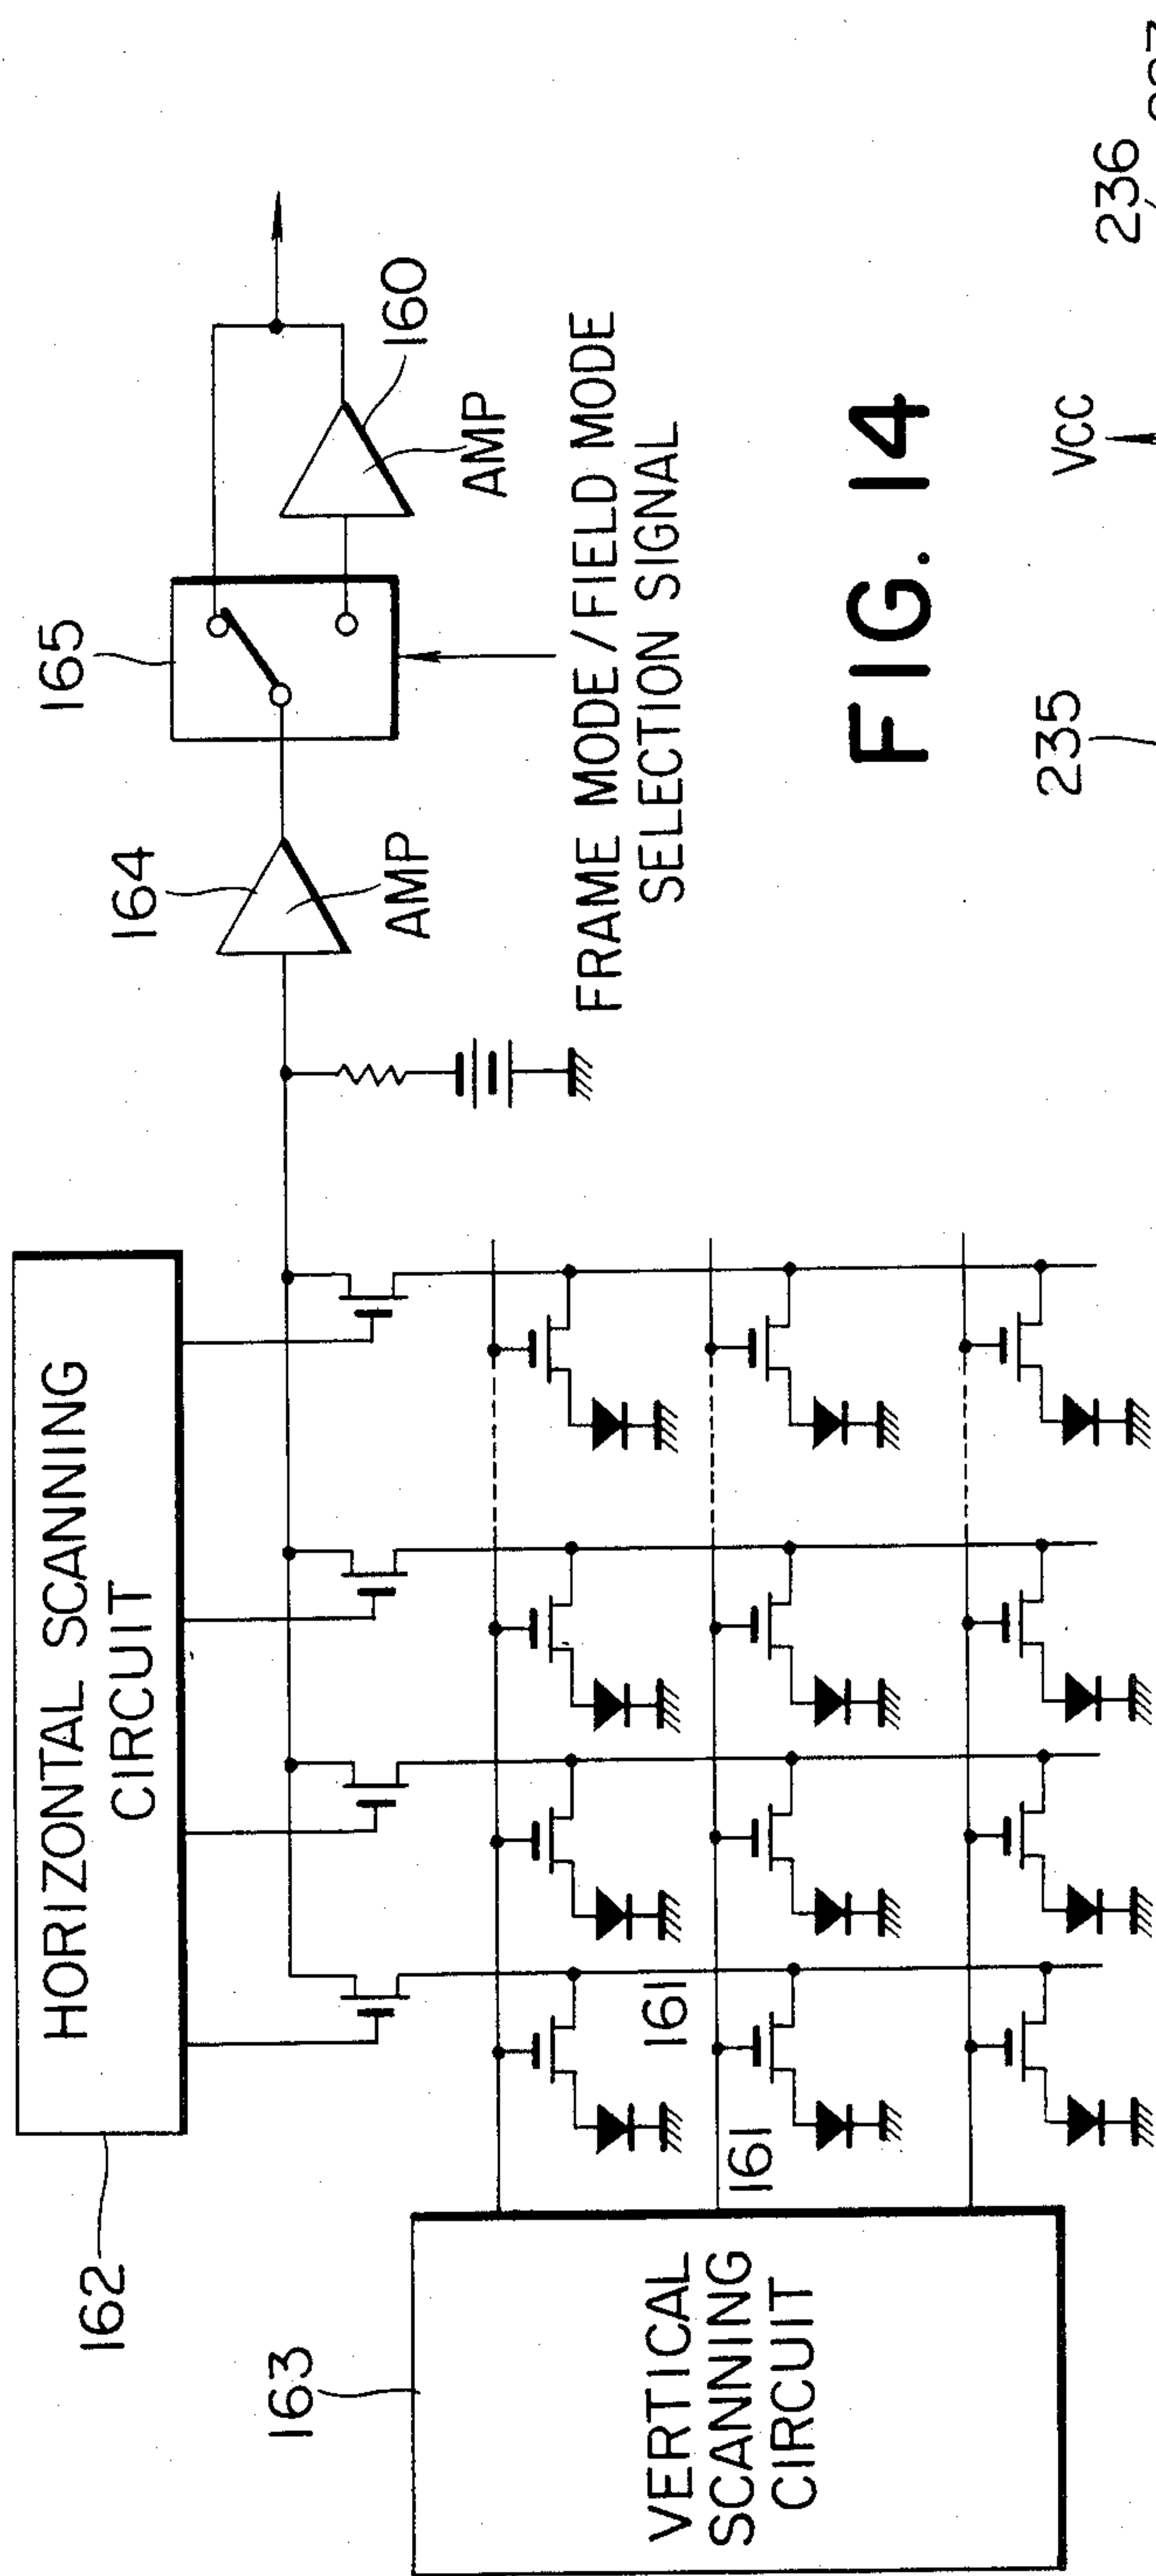 162
HORIZONTAL SCANNING
CIRCUIT
163
VERTICAL
SCANNING
CIRCUIT
161
161
164
AMP
165
160
AMP
FRAME MODE/FIELD MODE
SELECTION SIGNAL
FIG. 14
235
VCC
236